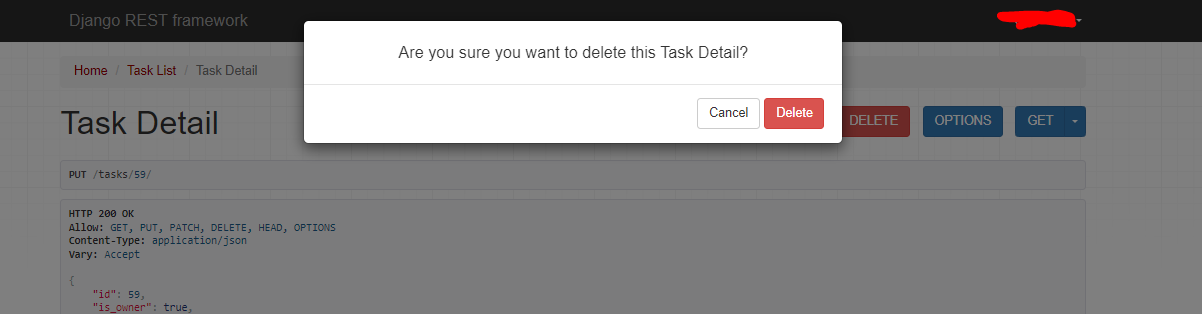 Django REST framework
Are you sure you want to delete this Task Detail?
Cancel Delete
Home / Task List / Task Detail
Task Detail
DELETE OPTIONS GET
PUT /tasks/59/
HTTP 200 OK
Allow: GET, PUT, PATCH, DELETE, HEAD, OPTIONS
Content-Type: application/json
Vary: Accept
{
"id": 59,
"is_owner": true,